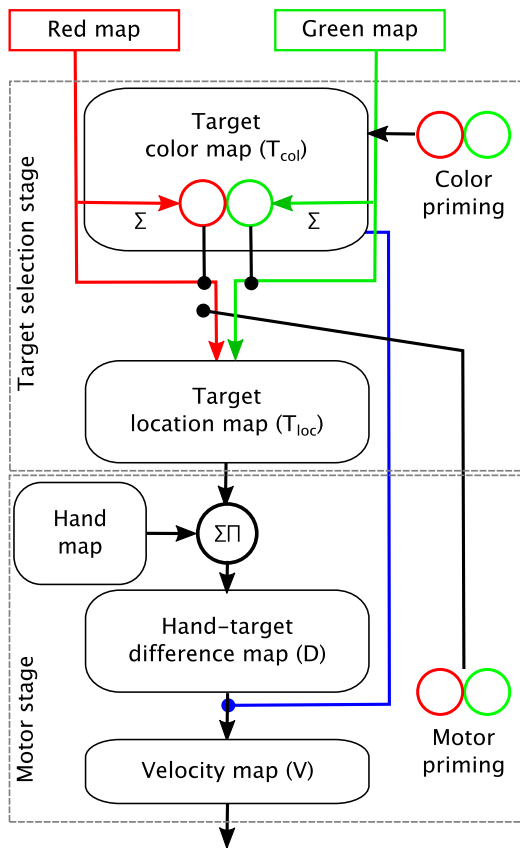 Red map
Green map
Target selection stage
Target
color map (Tcol)
Σ
Σ
Color
priming
Target
location map (Tloc)
Motor stage
Hand
map
ΣΠ
Hand-target
difference map (D)
Velocity map (V)
Motor
priming